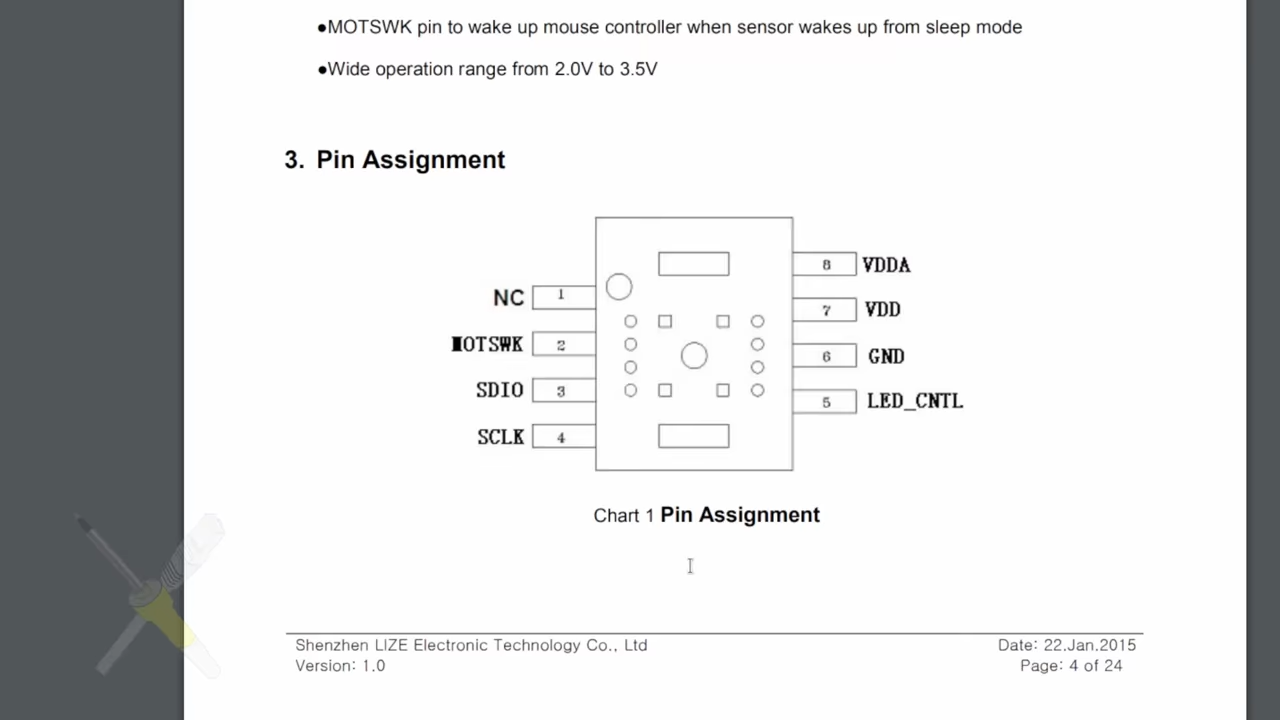 ●MOTSWK pin to wake up mouse controller when sensor wakes up from sleep mode
●Wide operation range from 2.0V to 3.5V
3. Pin Assignment
NC 1
MOTSWK 2
SDIO 3
SCLK 4
8 VDDA
7 VDD
6 GND
5 LED_CNTL
Chart 1 Pin Assignment
Shenzhen LIZE Electronic Technology Co., Ltd Date: 22.Jan.2015
Version: 1.0 Page: 4 of 24